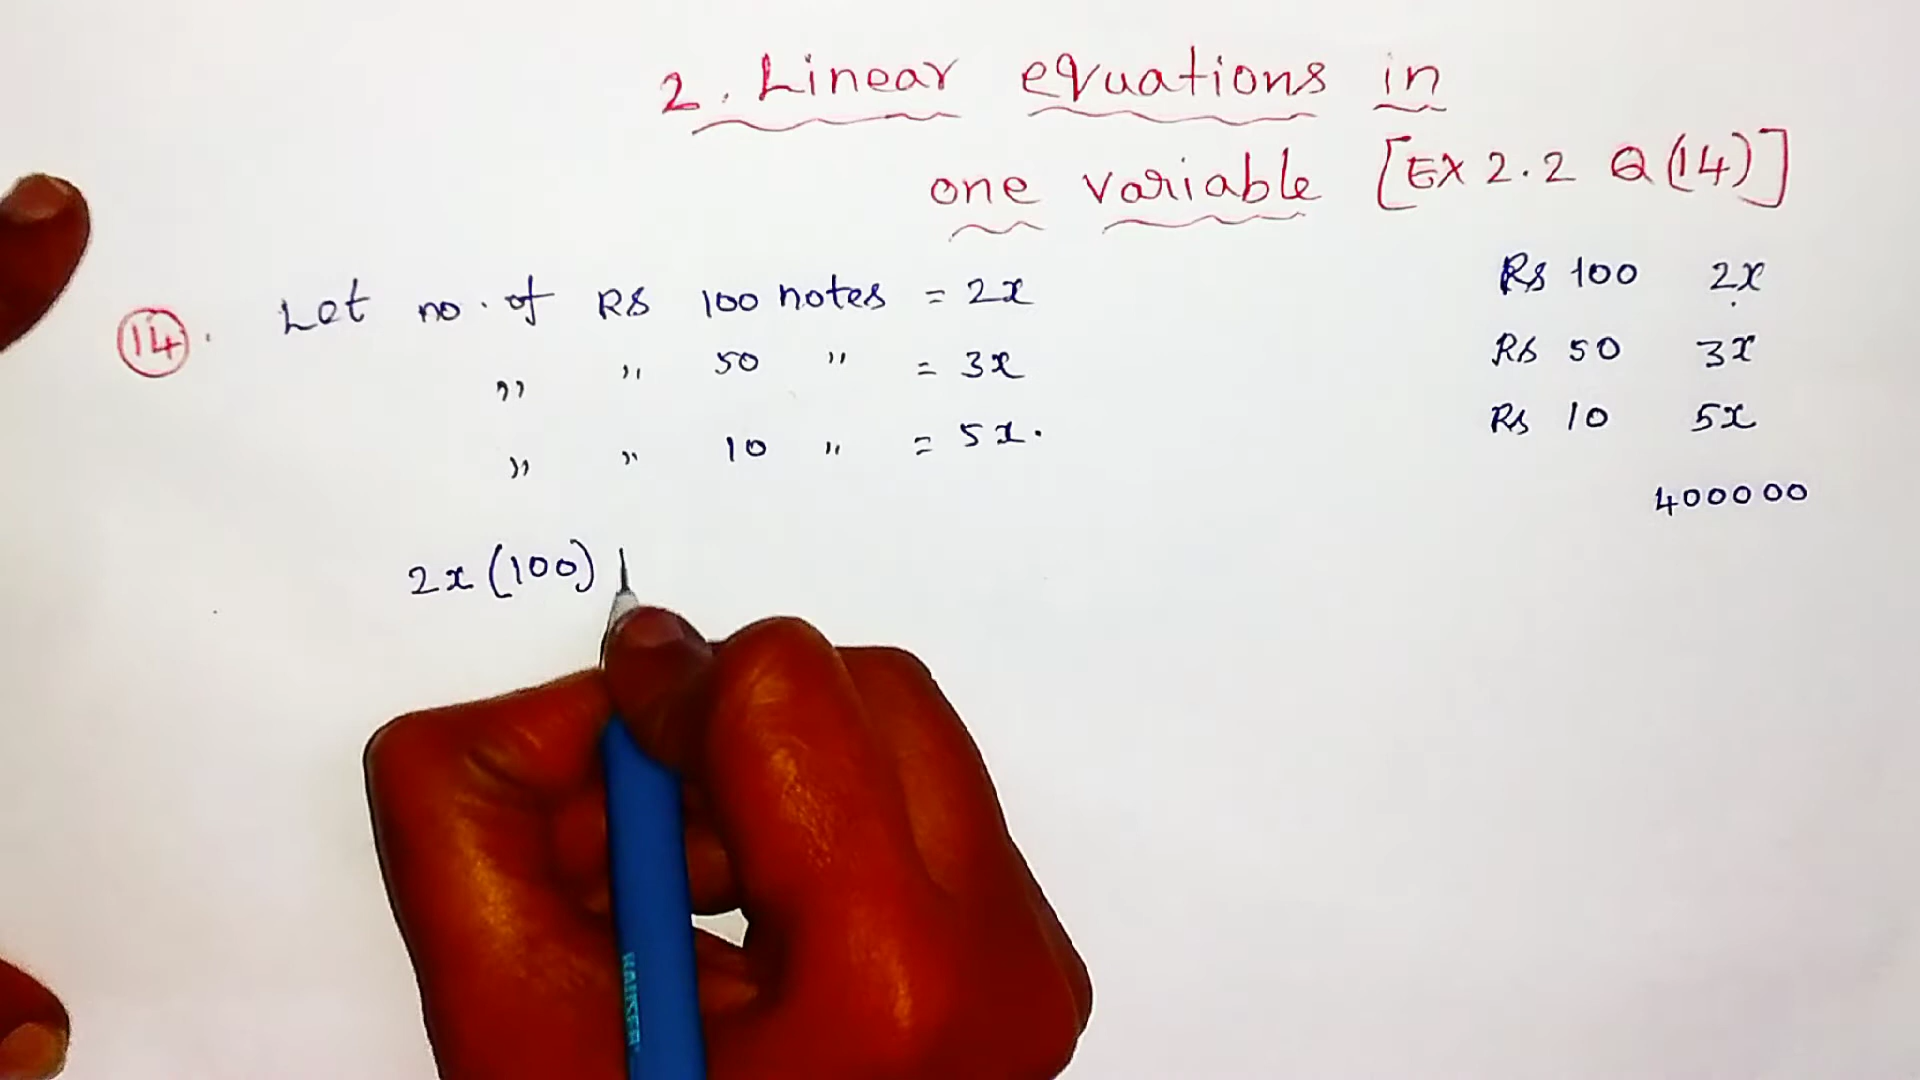 2. Linear equations in
one variable [EX 2.2 Q(14)]
14. Let no. of RS 100 notes = 2x
,, ,, 50 ,, = 3x
,, ,, 10 ,, = 5x.
Rs 100 2x
Rs 50 3x
Rs 10 5x
400000
2x(100)
HAUSER